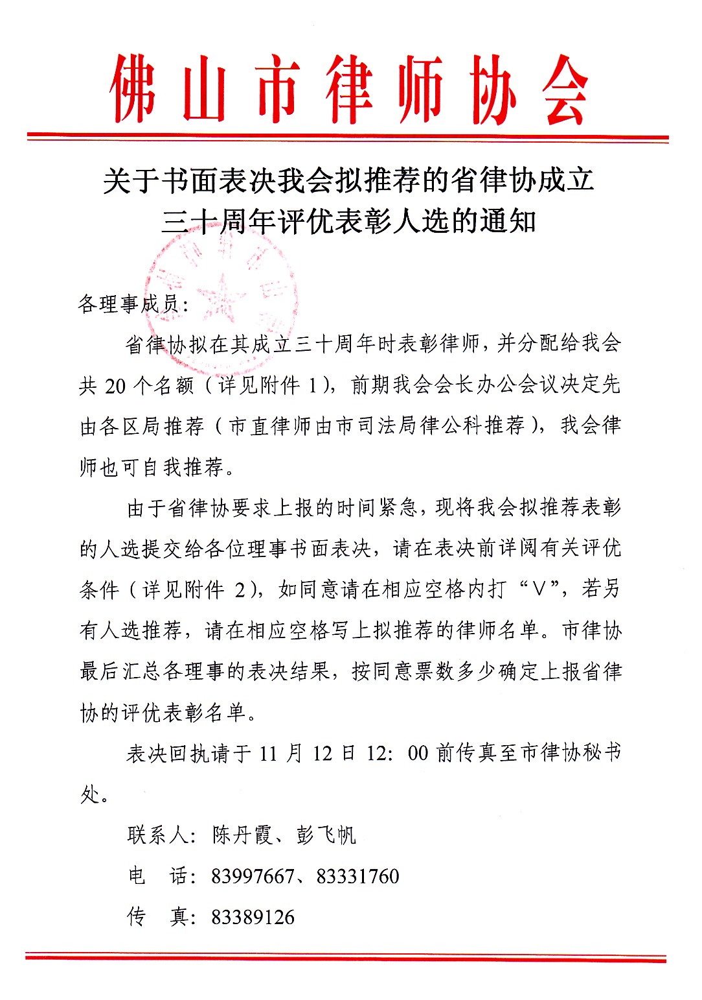 佛山市律师协会
关于书面表决我会拟推荐的省律协成立
三十周年评优表彰人选的通知
各理事成员：
省律协拟在其成立三十周年时表彰律师，并分配给我会
共 20 个名额（详见附件 1），前期我会会长办公会议决定先
由各区局推荐（市直律师由市司法局律公科推荐），我会律
师也可自我推荐。
由于省律协要求上报的时间紧急，现将我会拟推荐表彰
的人选提交给各位理事书面表决，请在表决前详阅有关评优
条件（详见附件 2），如同意请在相应空格内打“∨”，若另
有人选推荐，请在相应空格写上拟推荐的律师名单。市律协
最后汇总各理事的表决结果，按同意票数多少确定上报省律
协的评优表彰名单。
表决回执请于 11 月 12 日 12：00 前传真至市律协秘书
处。
联系人：陈丹霞、彭飞帆
电　话：83997667、83331760
传　真：83389126